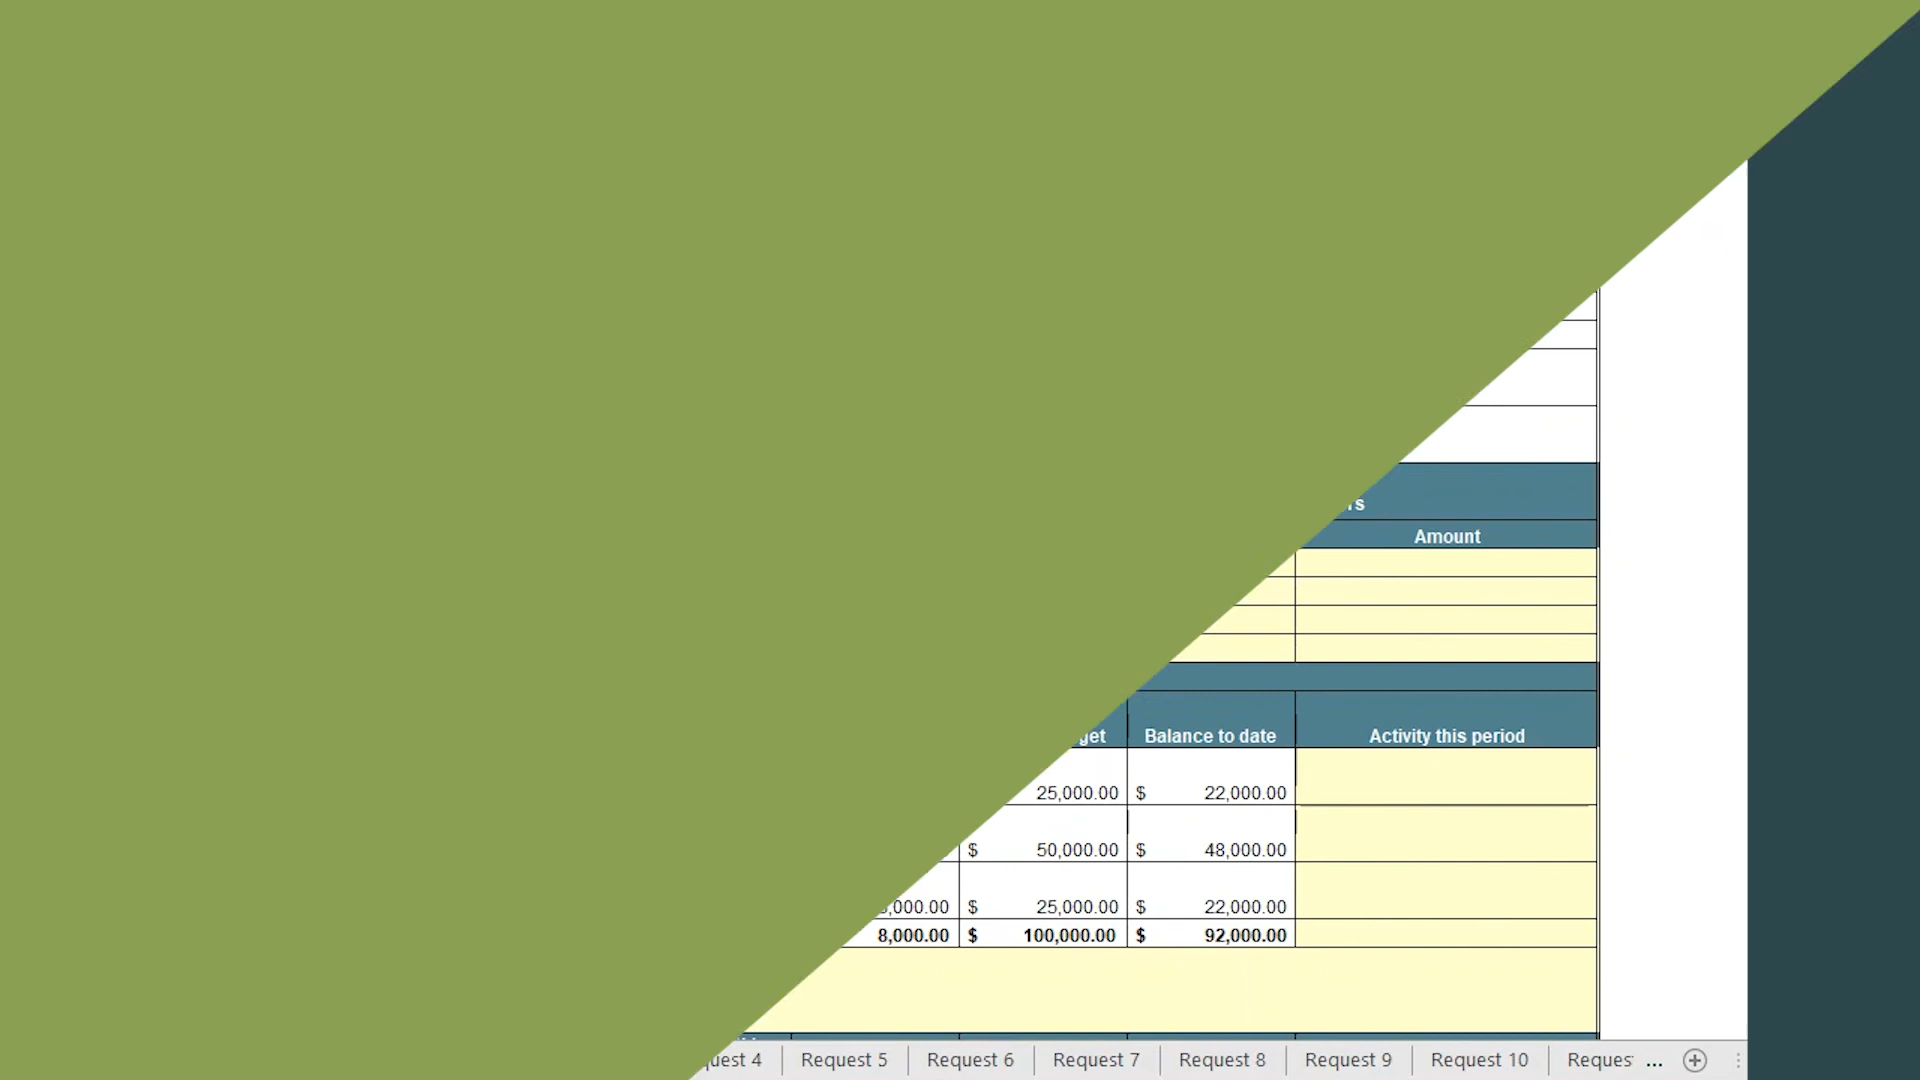 Amount
Balance to date Activity this period
25,000.00 $ 22,000.00
$ 50,000.00 $ 48,000.00
,000.00 $ 25,000.00 $ 22,000.00
8,000.00 $ 100,000.00 $ 92,000.00
Request 5 Request 6 Request 7 Request 8 Request 9 Request 10 ...